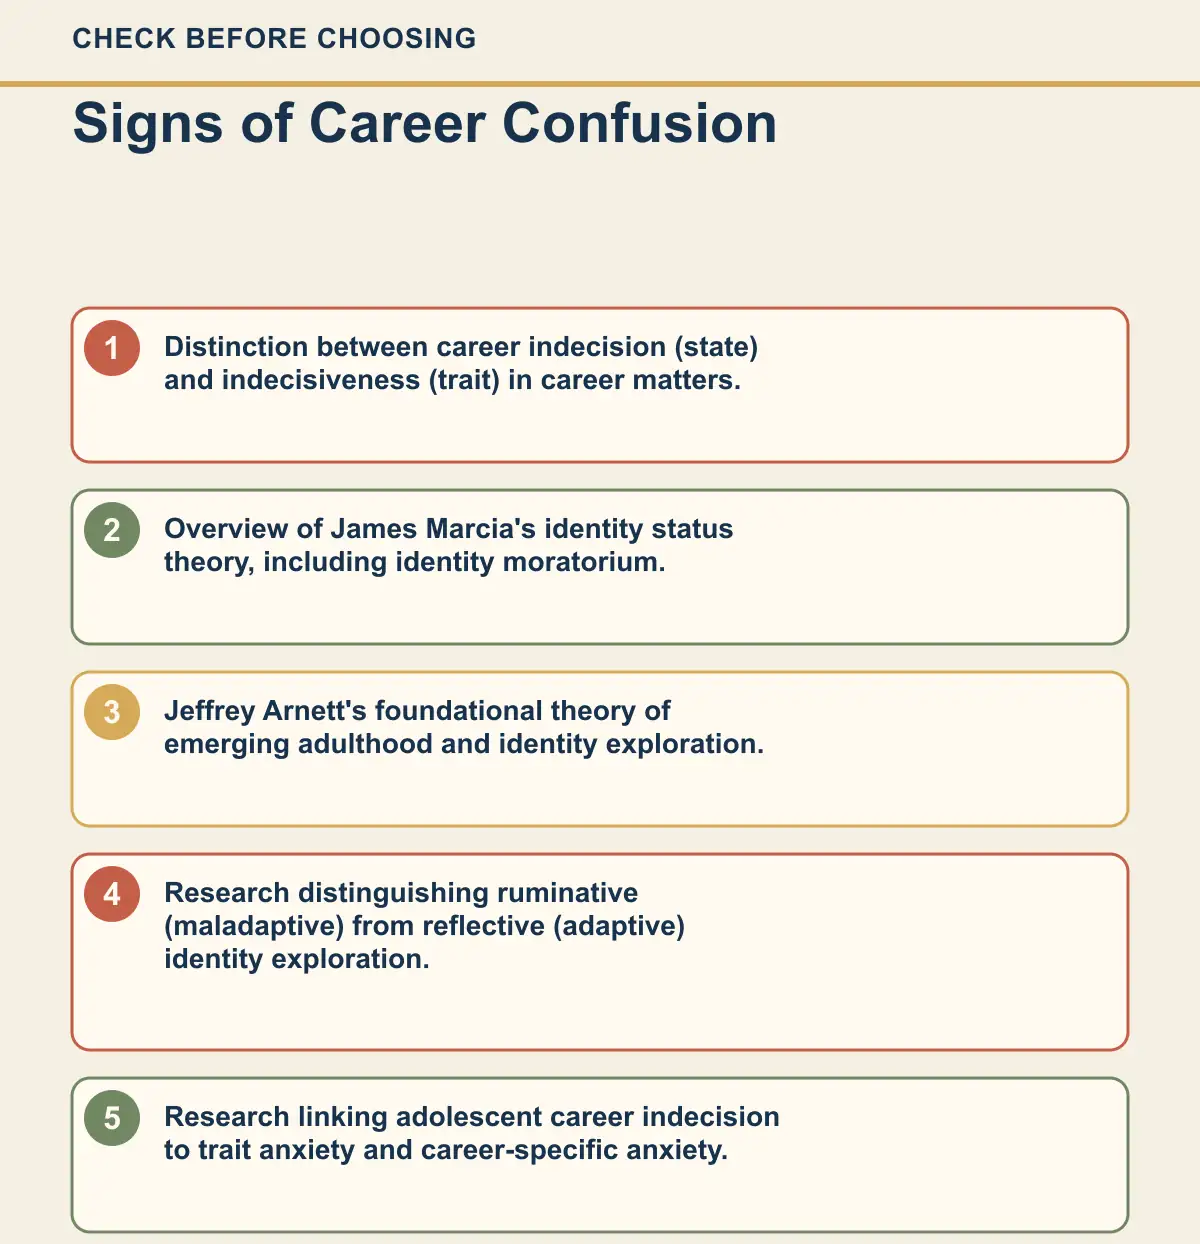 CHECK BEFORE CHOOSING
Signs of Career Confusion
1
Distinction between career indecision (state)
and indecisiveness (trait) in career matters.
2
Overview of James Marcia's identity status
theory, including identity moratorium.
3
Jeffrey Arnett's foundational theory of
emerging adulthood and identity exploration.
4
Research distinguishing ruminative
(maladaptive) from reflective (adaptive)
identity exploration.
5
Research linking adolescent career indecision
to trait anxiety and career-specific anxiety.